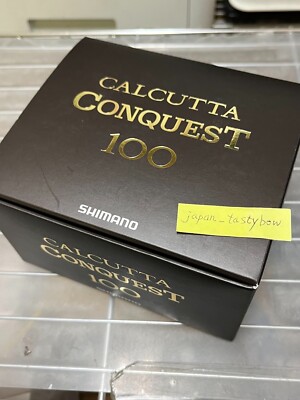 CALCUTTA
CONQUEST
100
SHIMANO
japan_tastybow
CALCUTTA
CONQUEST
100